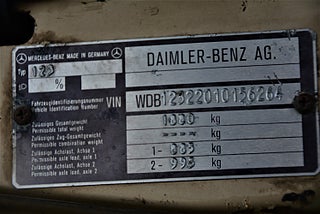 MERCEDES-BENZ MADE IN GERMANY
DAIMLER-BENZ AG.
Typ 123
%
Fahrzeugidentifizierungsnummer
Vehicle Identification Number
VIN
Zulässiges Gesamtgewicht
Permissible total weight
kg
Zulässiges Zug-Gesamtgewicht
Permissible combination weight
--- kg
Zulässige Achslast, Achse 1
Permissible axle load, axle 1
1- kg
Zulässige Achslast, Achse 2
Permissible axle load, axle 2
2- kg